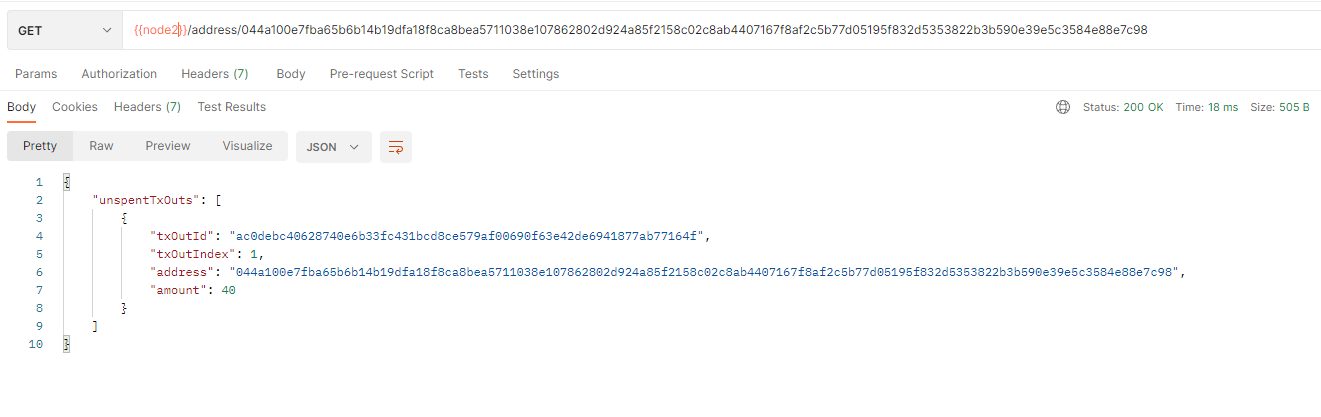 GET {{node2}}/address/044a100e7fba65b6b14b19dfa18f8ca8bea5711038e107862802d924a85f2158c02c8ab4407167f8af2c5b77d05195f832d5353822b3b590e39e5c3584e88e7c98
Params Authorization Headers (7) Body Pre-request Script Tests Settings
Body Cookies Headers (7) Test Results Status: 200 OK Time: 18 ms Size: 505 B
Pretty Raw Preview Visualize JSON
1 {
2 "unspentTxOuts": [
3 {
4 "txOutId": "ac0debc40628740e6b33fc431bcd8ce579af00690f63e42de6941877ab77164f",
5 "txOutIndex": 1,
6 "address": "044a100e7fba65b6b14b19dfa18f8ca8bea5711038e107862802d924a85f2158c02c8ab4407167f8af2c5b77d05195f832d5353822b3b590e39e5c3584e88e7c98",
7 "amount": 40
8 }
9 ]
10 }